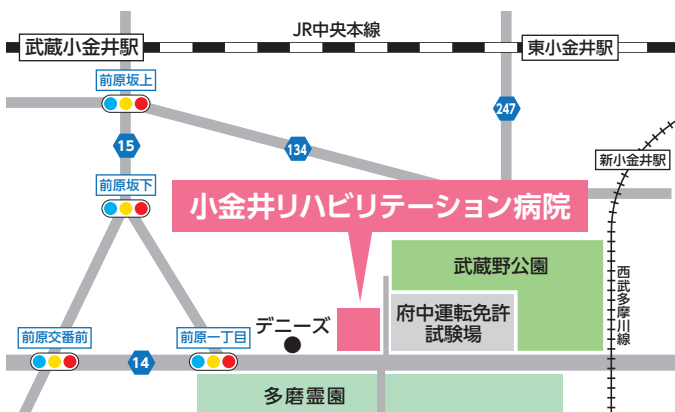 JR中央本線
武蔵小金井駅
東小金井駅
前原坂上
247
15
134
新小金井駅
前原坂下
小金井リハビリテーション病院
武蔵野公園
西武多摩川線
府中運転免許
試験場
デニーズ
前原交番前
前原一丁目
14
多磨霊園